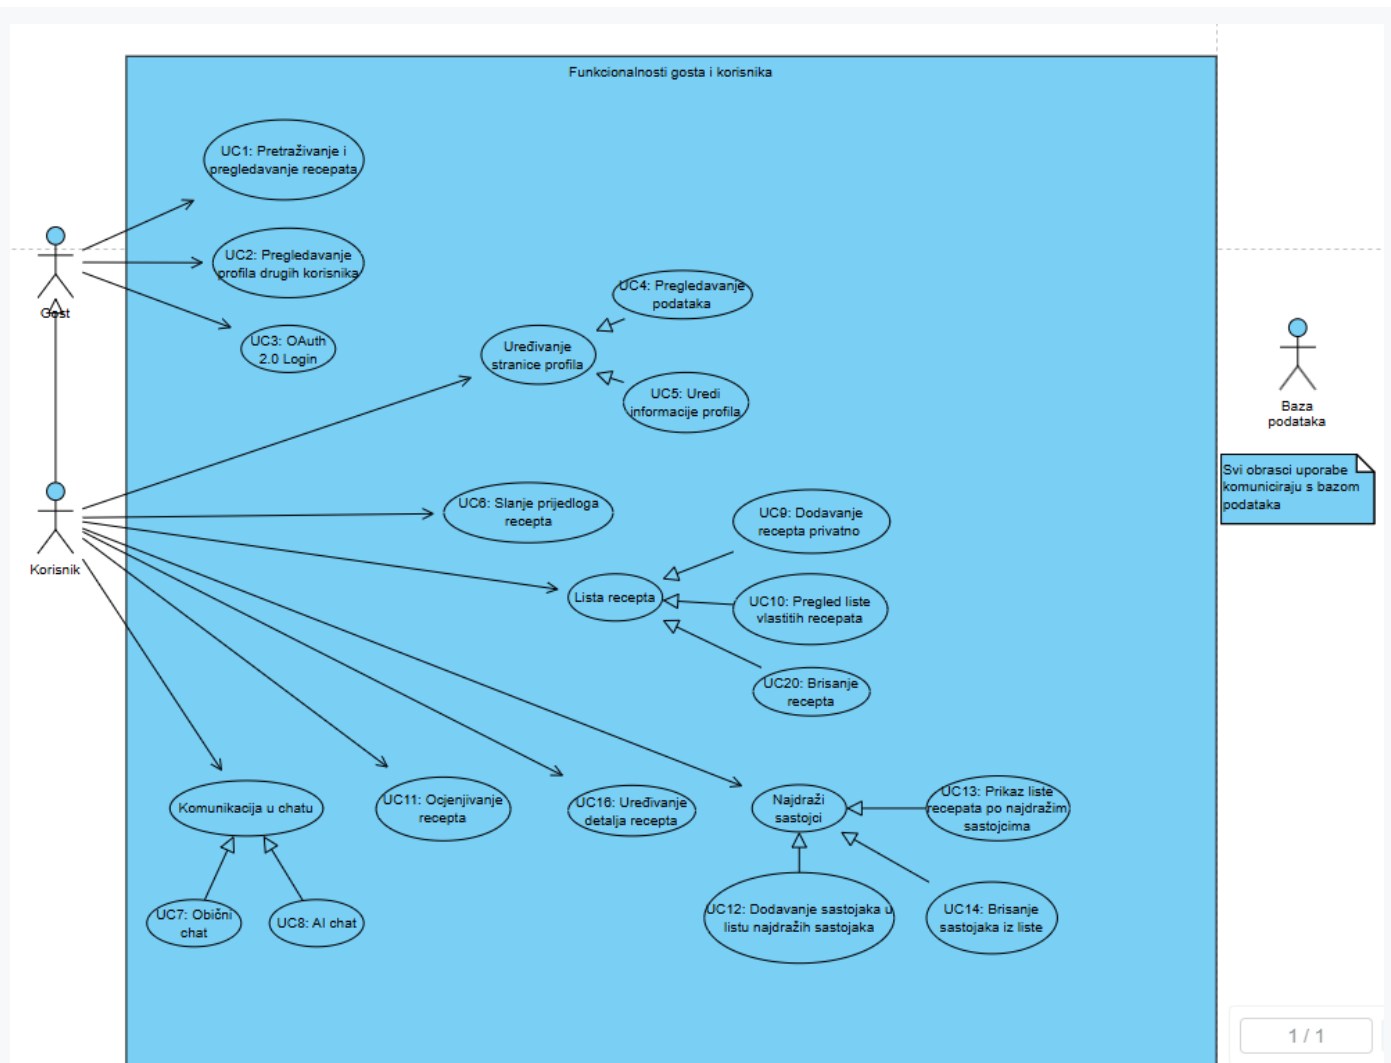 Funkcionalnosti gosta i korisnika
UC1: Pretraživanje i
pregledavanje recepata
UC2: Pregledavanje
profila drugih korisnika
UC3: OAuth
2.0 Login
Gost
UC4: Pregledavanje
podataka
Uređivanje
stranice profila
UC5: Uredi
informacije profila
Baza
podataka
Svi obrasci uporabe
komuniciraju s bazom
podataka
Korisnik
UC6: Slanje prijedloga
recepta
UC9: Dodavanje
recepta privatno
Lista recepta
UC10: Pregled liste
vlastitih recepata
UC20: Brisanje
recepta
Komunikacija u chatu
UC11: Ocjenjivanje
recepta
UC16: Uređivanje
detalja recepta
Najdraži
sastojci
UC13: Prikaz liste
recepata po najdražim
sastojcima
UC7: Obični
chat
UC8: AI chat
UC12: Dodavanje sastojaka u
listu najdražih sastojaka
UC14: Brisanje
sastojaka iz liste
1 / 1